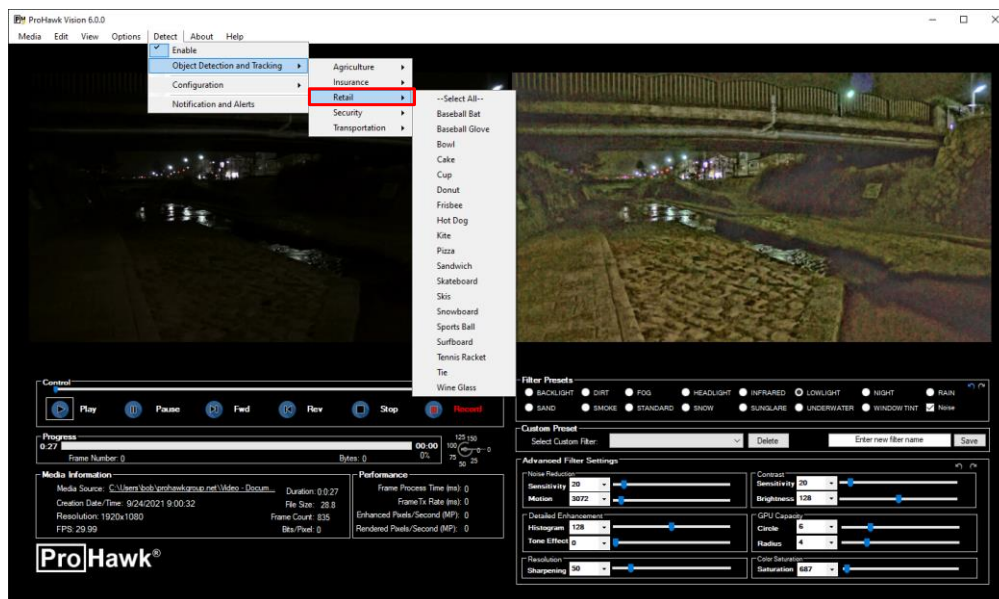 ProHawk Vision 6.0.0
Media Edit View Options Detect About Help
Enable
Object Detection and Tracking
Configuration
Notification and Alerts
Agriculture
Insurance
Retail
Security
Transportation
--Select All--
Baseball Bat
Baseball Glove
Bowl
Cake
Cup
Donut
Frisbee
Hot Dog
Kite
Pizza
Sandwich
Skateboard
Skis
Snowboard
Sports Ball
Surfboard
Tennis Racket
Tie
Wine Glass
Control
Play Pause Fwd Rev Stop Record
Progress
0:27 00:00
Frame Number: 0 Bytes: 0 0%
125 150
100 0
75 50 25
Media Information
Media Source: C:\Users\bob\prohawkgroup.net\Video - Docum... Duration: 0:0:27
Creation Date/Time: 9/24/2021 9:00:32 File Size: 28.8
Resolution: 1920x1080 Frame Count: 835
FPS: 29.99 Bits/Pixel: 0
Performance
Frame Process Time (ms): 0
FrameTx Rate (ms): 0
Enhanced Pixels/Second (MP): 0
Rendered Pixels/Second (MP): 0
ProHawk®
Filter Presets
BACKLIGHT DIRT FOG HEADLIGHT INFRARED LOWLIGHT NIGHT RAIN
SAND SMOKE STANDARD SNOW SUNGLARE UNDERWATER WINDOW TINT Noise
Custom Preset
Select Custom Filter: Delete Enter new filter name Save
Advanced Filter Settings
Noise Reduction
Sensitivity 20
Motion 3072
Detailed Enhancement
Histogram 128
Tone Effect 0
Resolution
Sharpening 50
Contrast
Sensitivity 20
Brightness 128
GPU Capacity
Circle 6
Radius 4
Color Saturation
Saturation 687